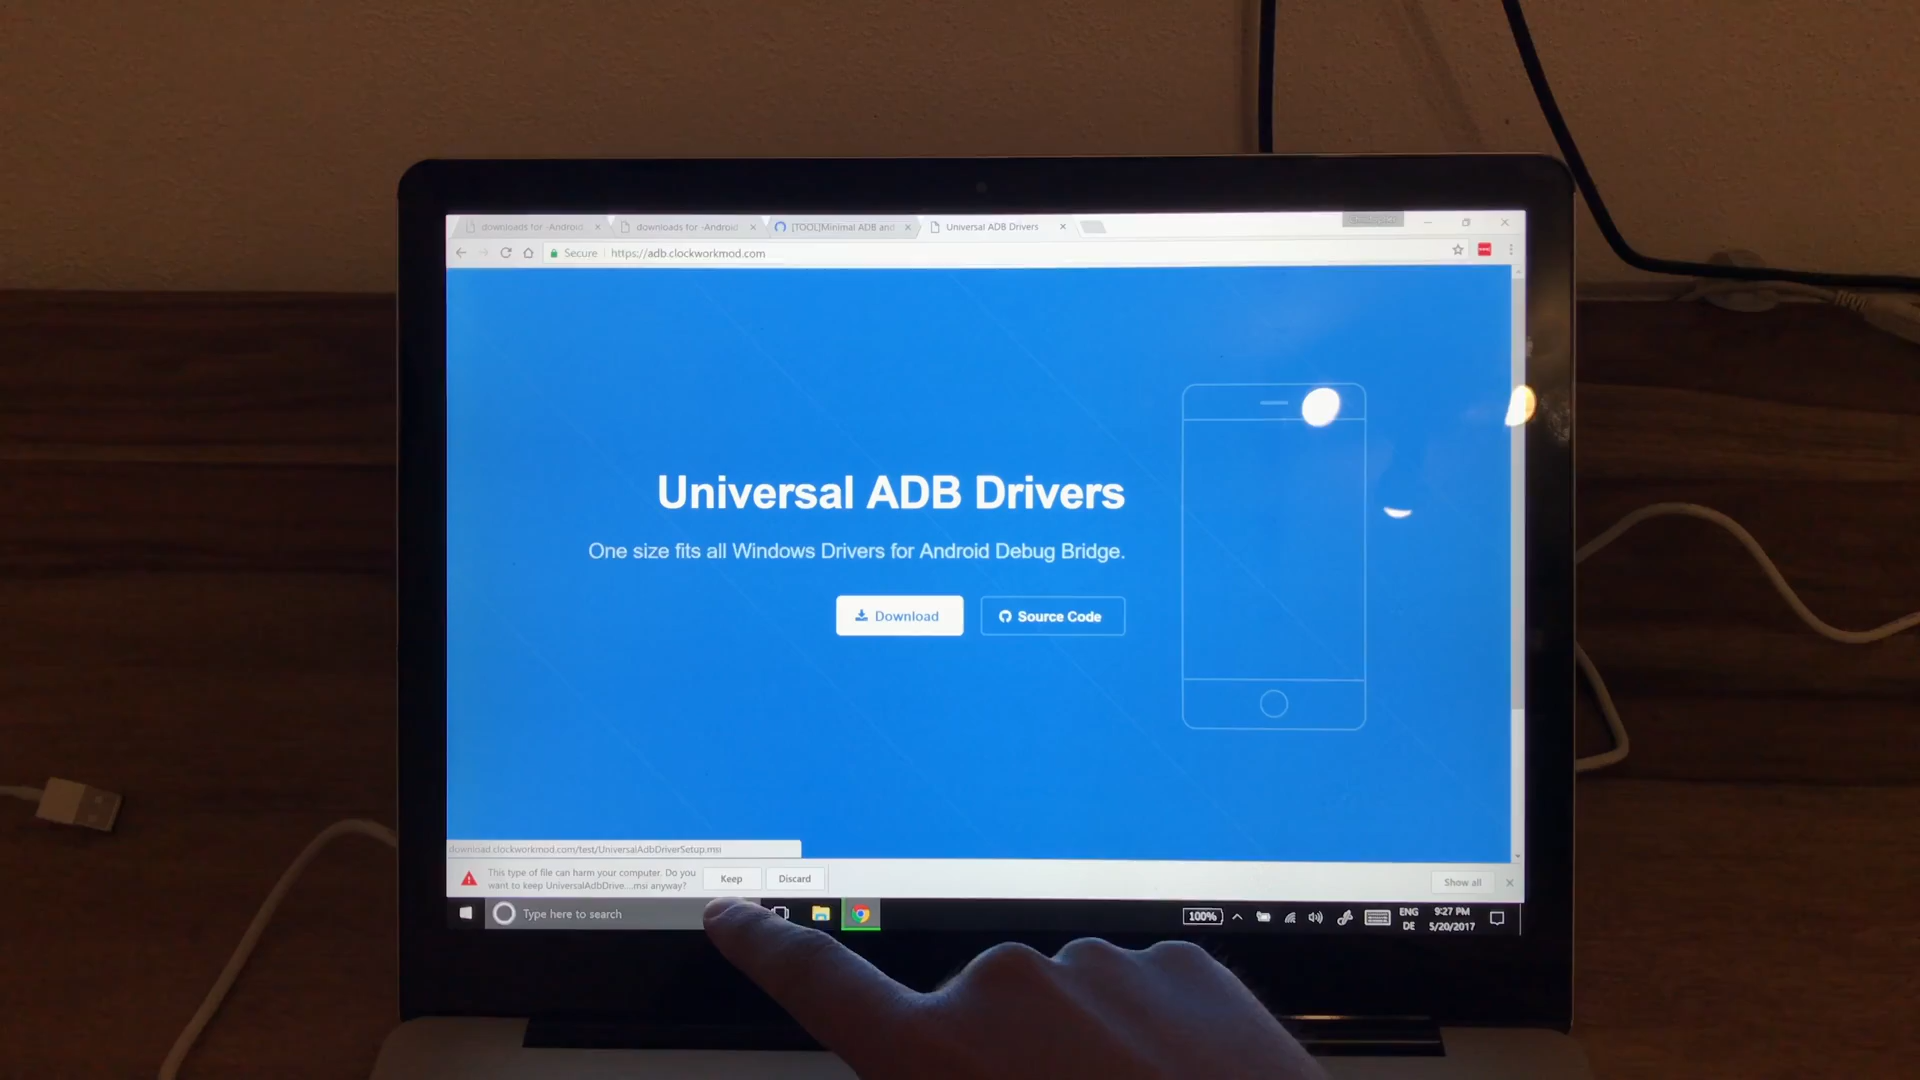 downloads for -Android
downloads for -Android
[TOOL]Minimal ADB and
Universal ADB Drivers
Secure
https://adb.clockworkmod.com
Universal ADB Drivers
One size fits all Windows Drivers for Android Debug Bridge.
Download
Source Code
download.clockworkmod.com/test/UniversalAdbDriverSetup.msi
This type of file can harm your computer. Do you
want to keep UniversalAdbDrive....msi anyway?
Keep
Discard
Show all
Type here to search
100%
ENG
DE
9:27 PM
5/20/2017